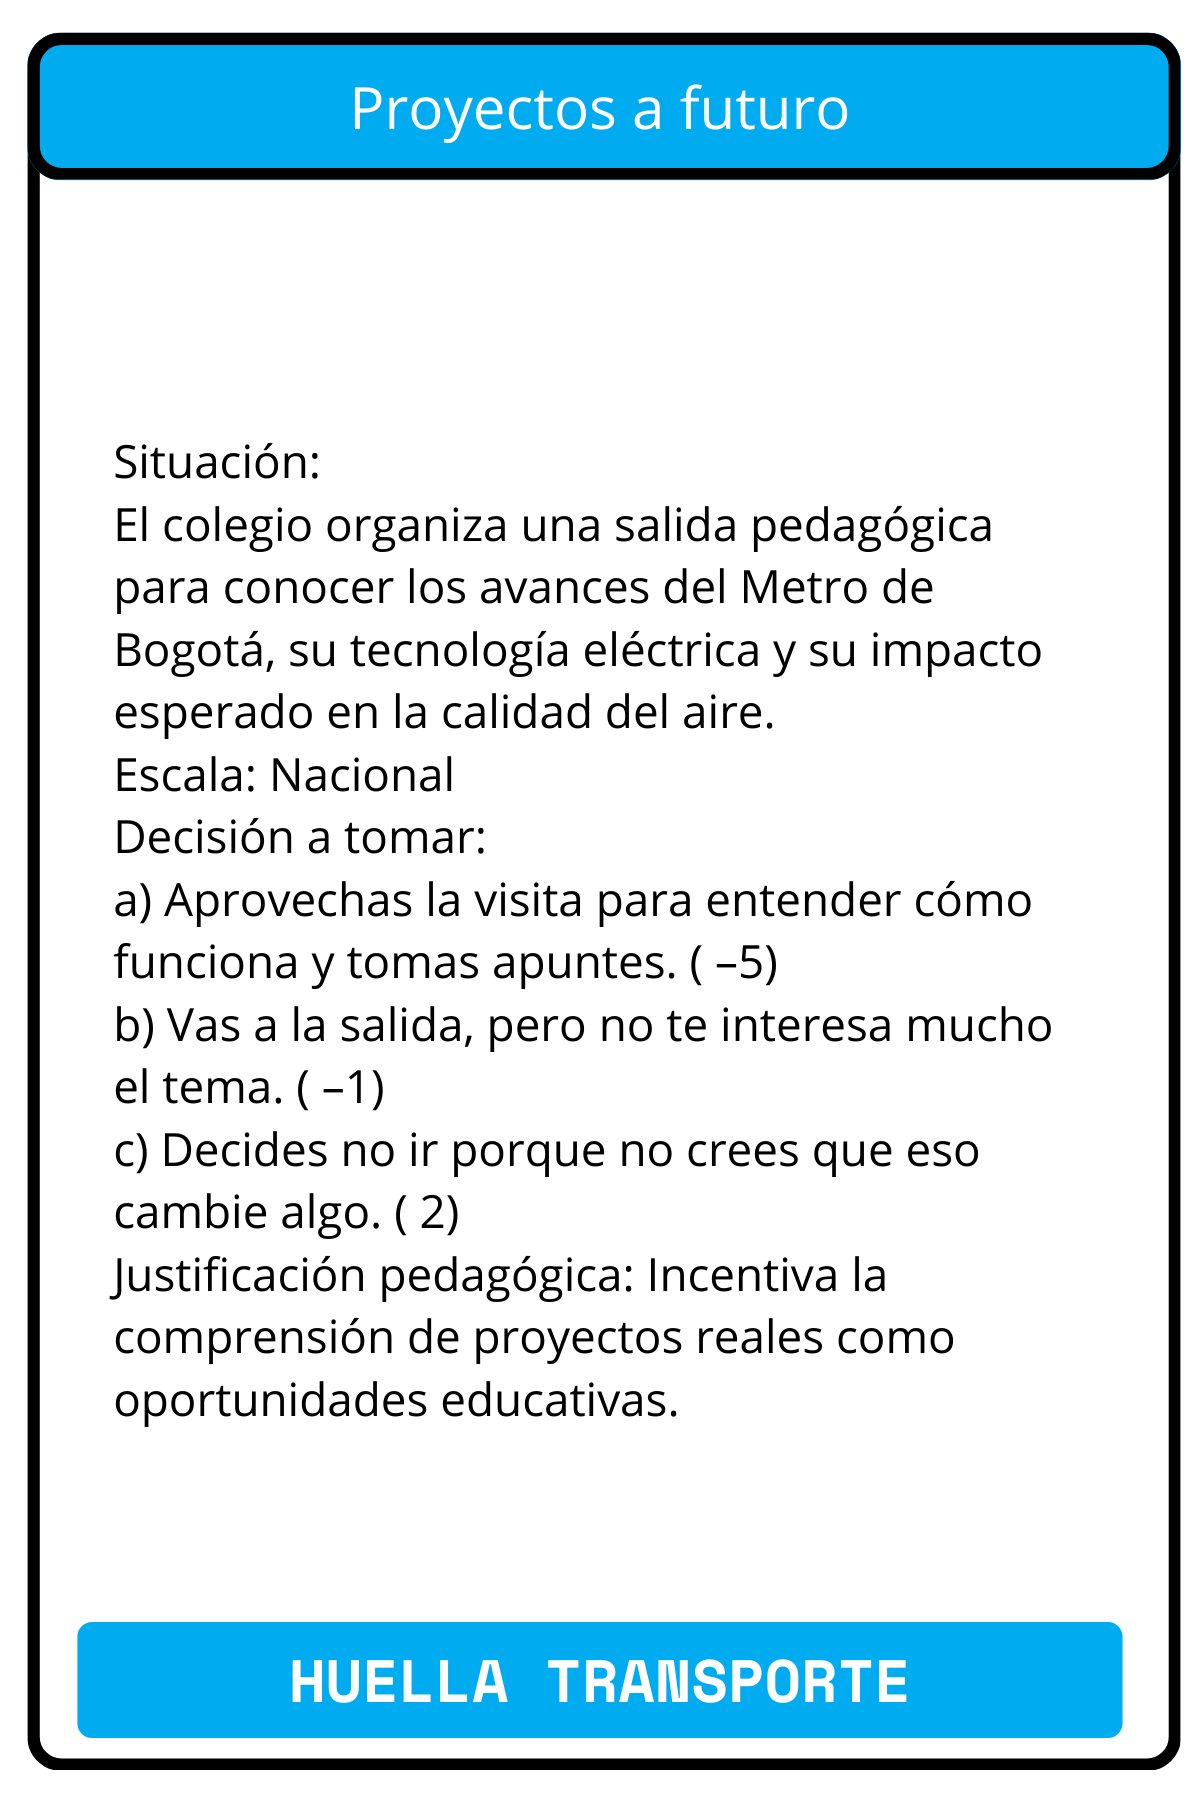 Proyectos a futuro
Situación:
El colegio organiza una salida pedagógica
para conocer los avances del Metro de
Bogotá, su tecnología eléctrica y su impacto
esperado en la calidad del aire.
Escala: Nacional
Decisión a tomar:
a) Aprovechas la visita para entender cómo
funciona y tomas apuntes. ( –5)
b) Vas a la salida, pero no te interesa mucho
el tema. ( –1)
c) Decides no ir porque no crees que eso
cambie algo. ( 2)
Justificación pedagógica: Incentiva la
comprensión de proyectos reales como
oportunidades educativas.
HUELLA TRANSPORTE